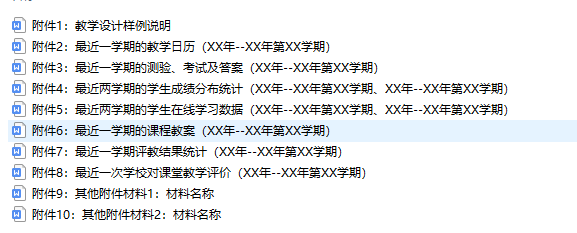 附件1：教学设计样例说明
附件2：最近一学期的教学日历（XX年--XX年第XX学期）
附件3：最近一学期的测验、考试及答案（XX年--XX年第XX学期）
附件4：最近两学期的学生成绩分布统计（XX年--XX年第XX学期、XX年--XX年第XX学期）
附件5：最近两学期的学生在线学习数据（XX年--XX年第XX学期、XX年--XX年第XX学期）
附件6：最近一学期的课程教案（XX年--XX年第XX学期）
附件7：最近一学期评教结果统计（XX年--XX年第XX学期）
附件8：最近一次学校对课堂教学评价（XX年--XX年第XX学期）
附件9：其他附件材料1：材料名称
附件10：其他附件材料2：材料名称